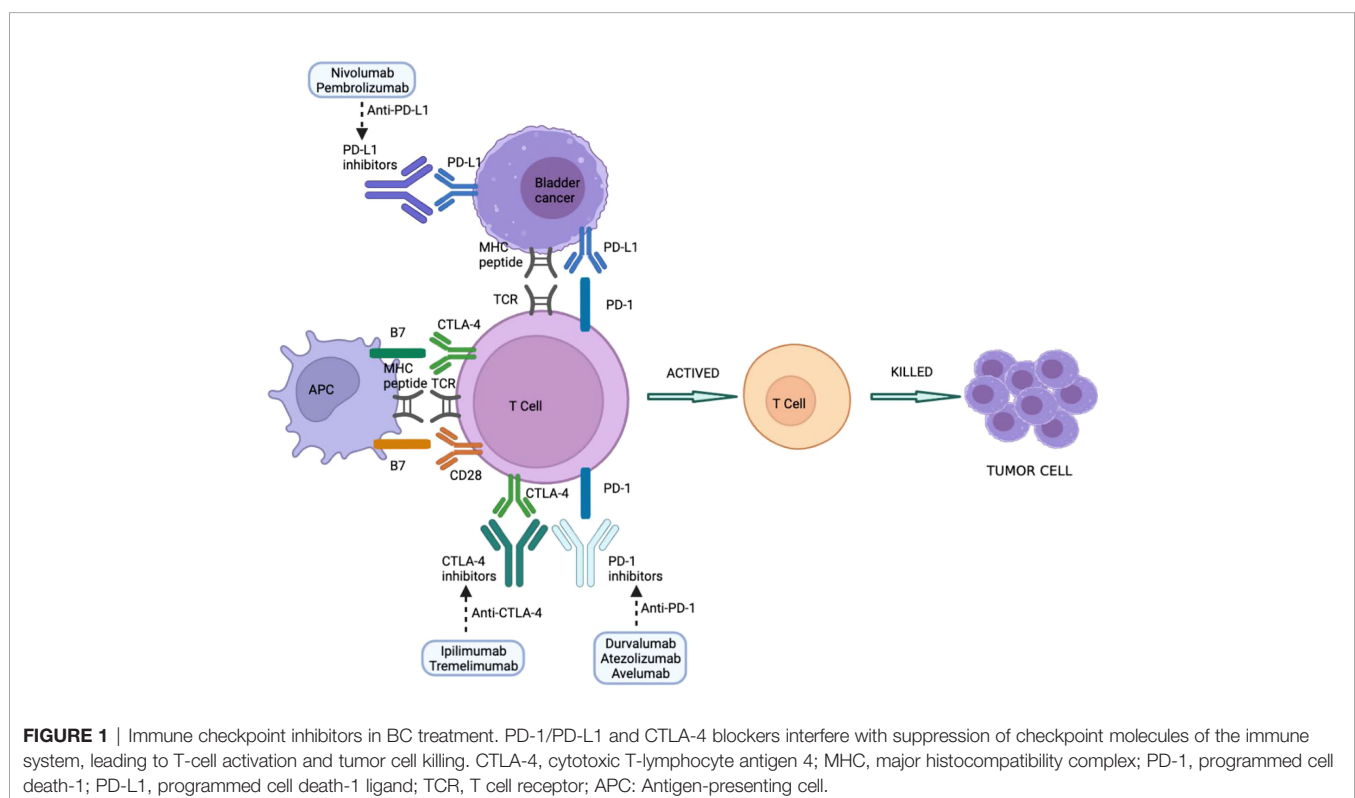 Nivolumab
Pembrolizumab
Anti-PD-L1
PD-L1
inhibitors
PD-L1
Bladder
cancer
MHC
peptide
PD-L1
TCR
PD-1
B7
CTLA-4
MHC
peptide TCR
APC
T Cell
B7
CD28
ACTIVED
T Cell
KILLED
TUMOR CELL
CTLA-4
PD-1
CTLA-4
inhibitors
PD-1
inhibitors
Anti-CTLA-4
Anti-PD-1
Ipilimumab
Tremelimumab
Durvalumab
Atezolizumab
Avelumab
FIGURE 1 | Immune checkpoint inhibitors in BC treatment. PD-1/PD-L1 and CTLA-4 blockers interfere with suppression of checkpoint molecules of the immune
system, leading to T-cell activation and tumor cell killing. CTLA-4, cytotoxic T-lymphocyte antigen 4; MHC, major histocompatibility complex; PD-1, programmed cell
death-1; PD-L1, programmed cell death-1 ligand; TCR, T cell receptor; APC: Antigen-presenting cell.